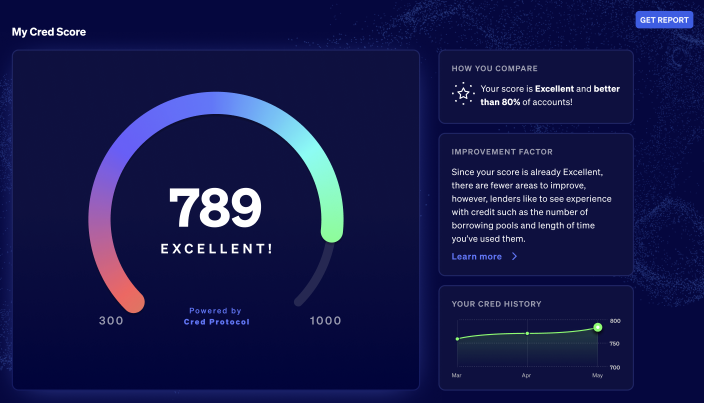 GET REPORT
My Cred Score
789
EXCELLENT!
300
Powered by
Cred Protocol
1000
HOW YOU COMPARE
Your score is Excellent and better
than 80% of accounts!
IMPROVEMENT FACTOR
Since your score is already Excellent,
there are fewer areas to improve,
however, lenders like to see experience
with credit such as the number of
borrowing pools and length of time
you've used them.
Learn more
YOUR CRED HISTORY
800
750
700
Mar
Apr
May